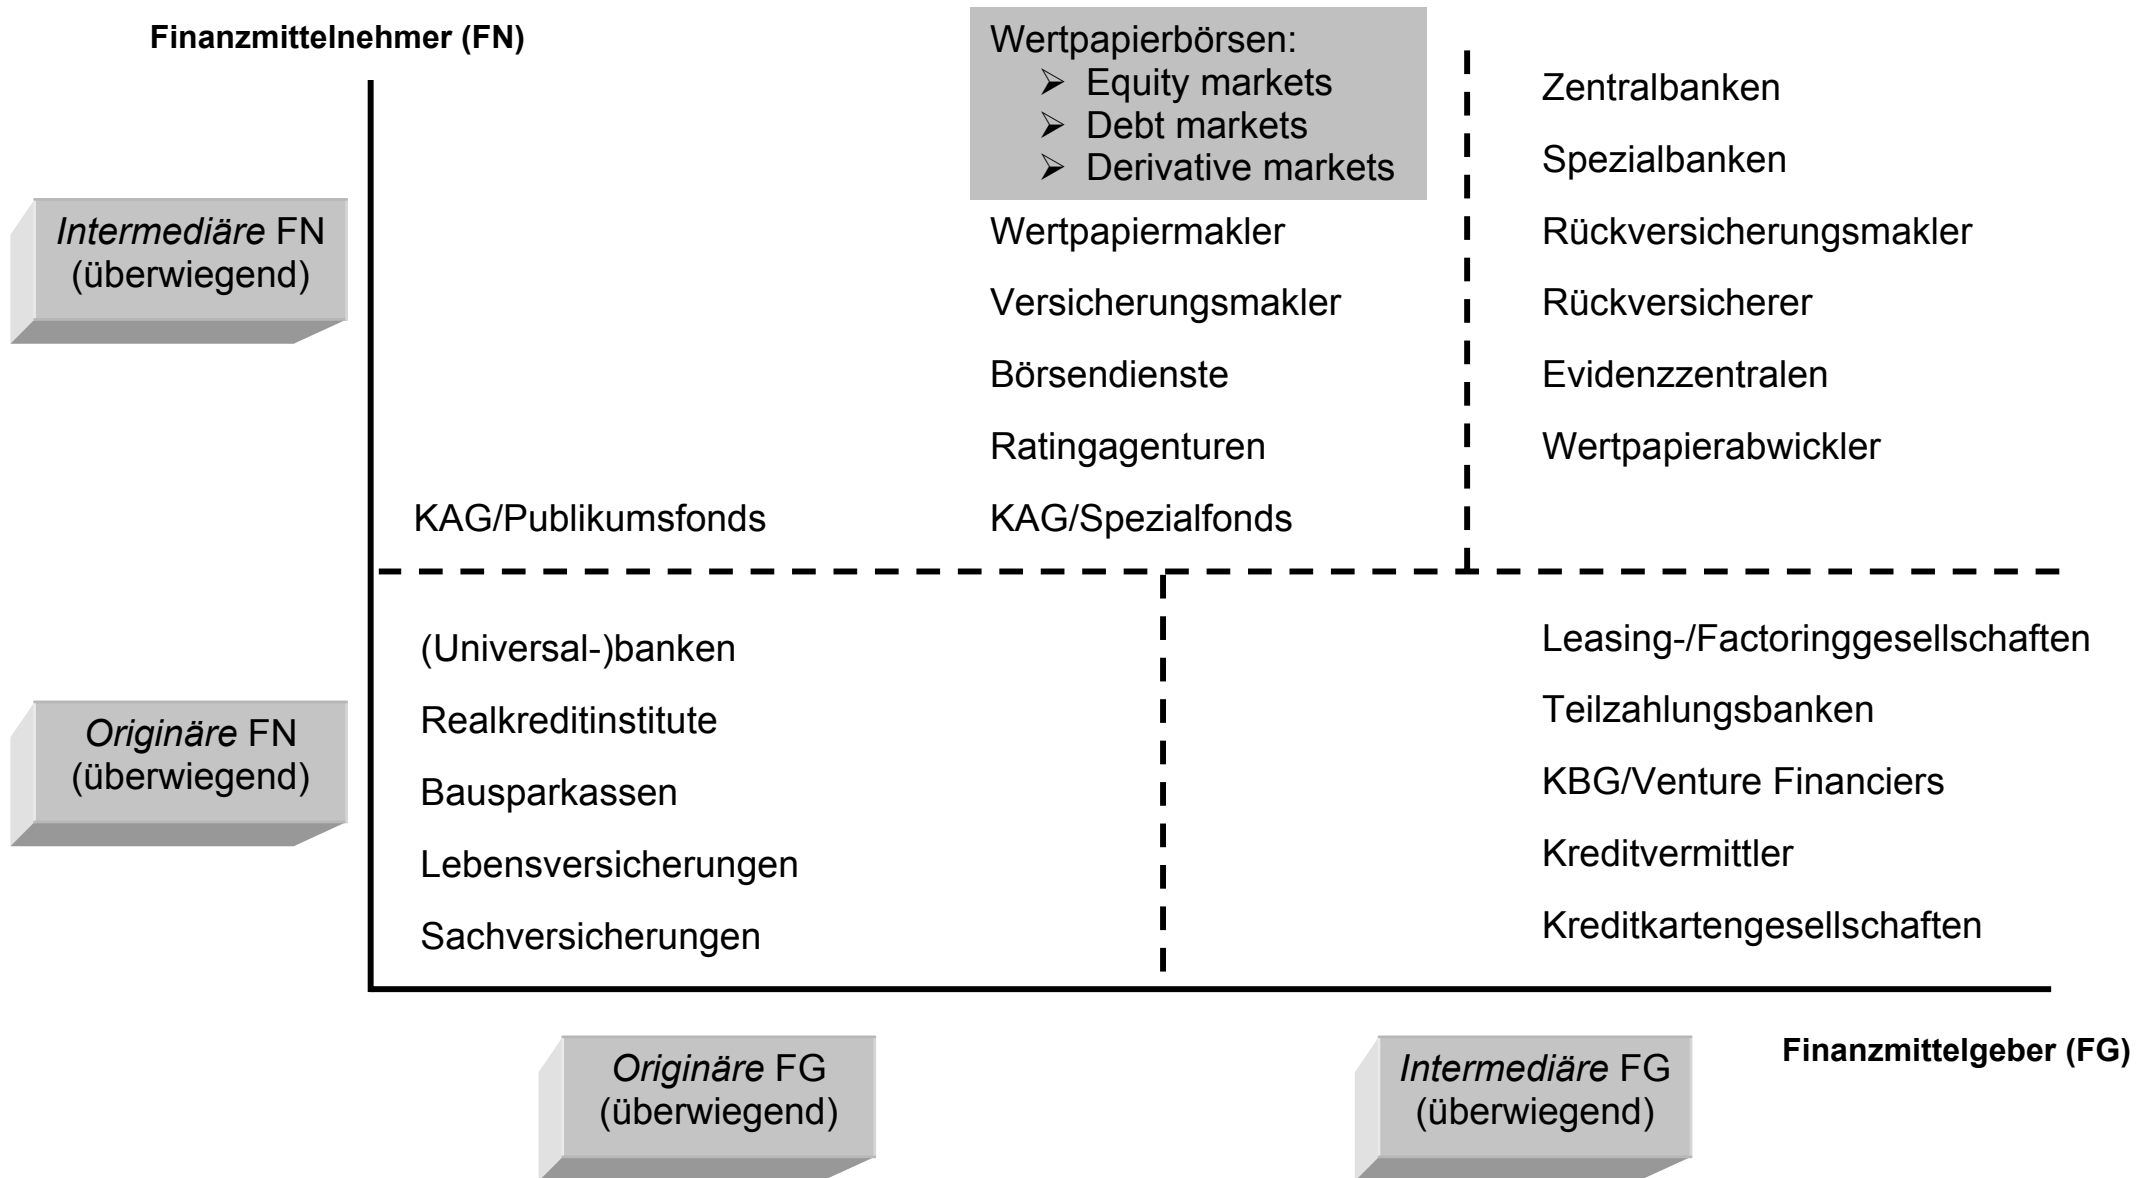 Finanzmittelnehmer (FN)
Wertpapierbörsen:
➢ Equity markets
➢ Debt markets
➢ Derivative markets
Wertpapiermakler
Versicherungsmakler
Börsendienste
Ratingagenturen
KAG/Publikumsfonds
KAG/Spezialfonds
Zentralbanken
Spezialbanken
Rückversicherungsmakler
Rückversicherer
Evidenzzentralen
Wertpapierabwickler
Intermediäre FN
(überwiegend)
Originäre FN
(überwiegend)
(Universal-)banken
Realkreditinstitute
Bausparkassen
Lebensversicherungen
Sachversicherungen
Leasing-/Factoringgesellschaften
Teilzahlungsbanken
KBG/Venture Financiers
Kreditvermittler
Kreditkartengesellschaften
Originäre FG
(überwiegend)
Intermediäre FG
(überwiegend)
Finanzmittelgeber (FG)